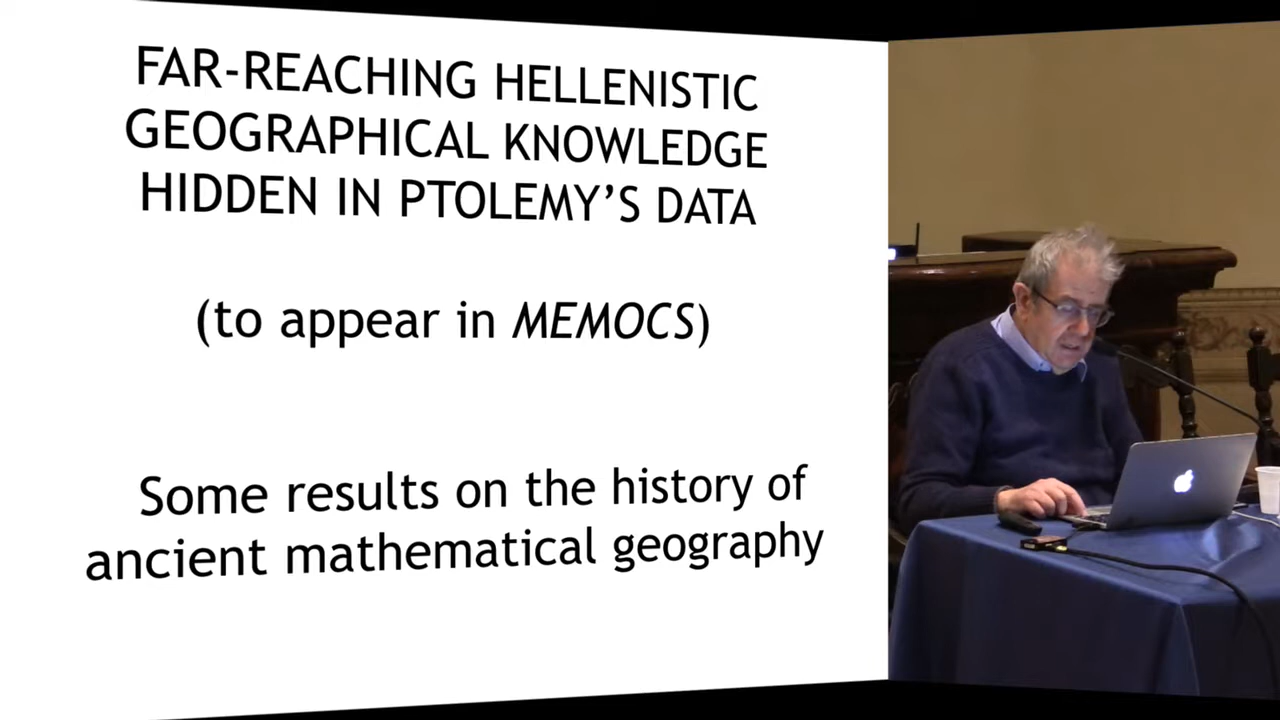 FAR-REACHING HELLENISTIC
GEOGRAPHICAL KNOWLEDGE
HIDDEN IN PTOLEMY’S DATA
(to appear in MEMOCS)
Some results on the history of
ancient mathematical geography